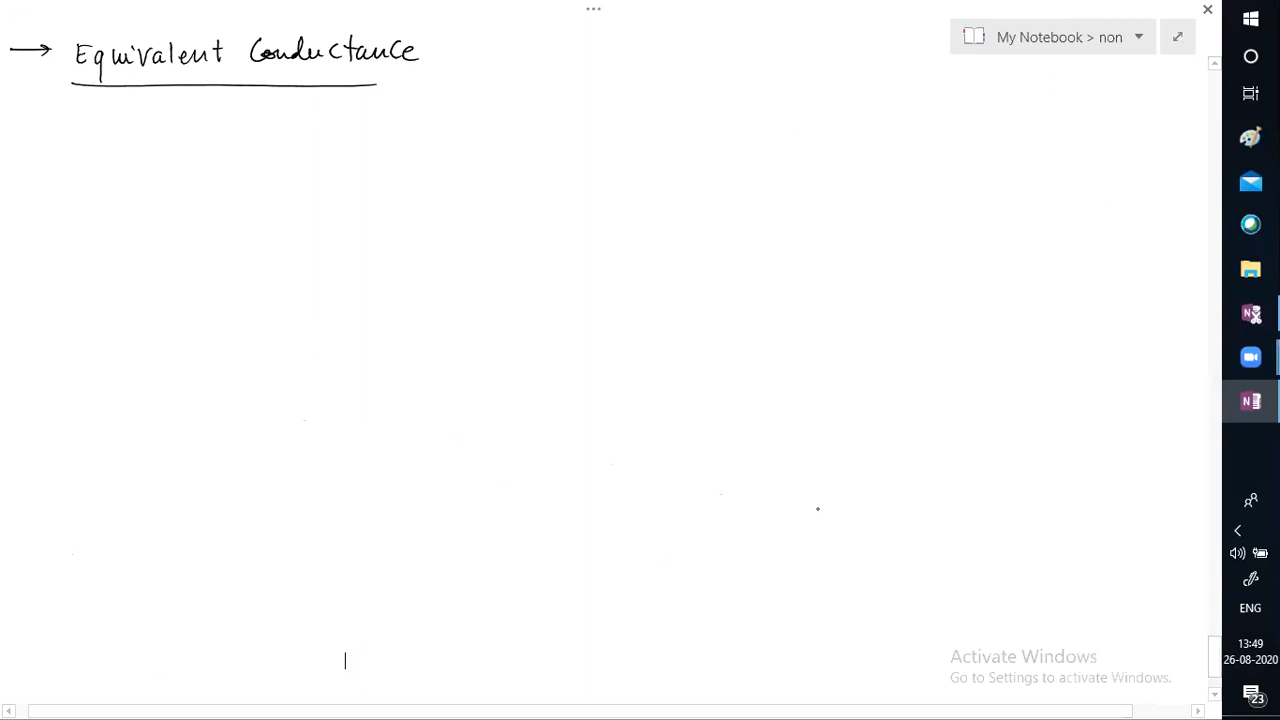 → Equivalent Conductance
My Notebook > non
Activate Windows
Go to Settings to activate Windows.
ENG
13:49
26-08-2020
23